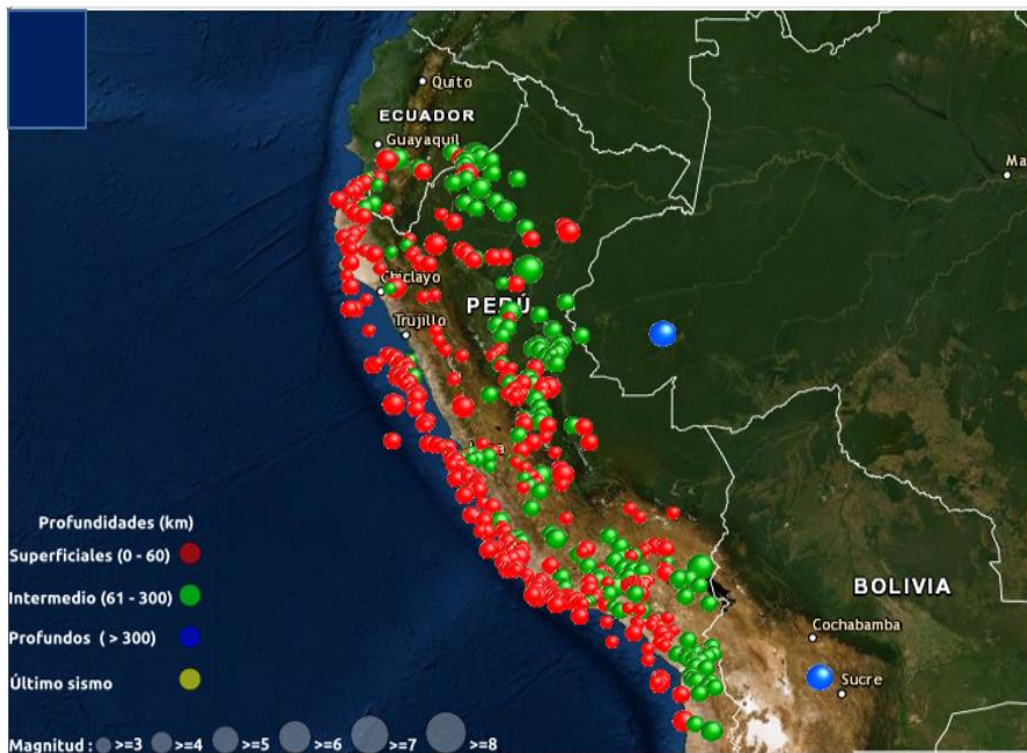 Quito
ECUADOR
Guayaquíl
Ma
Chiclayo
PERÚ
Trujillo
Profundidades (km)
Superficiales (0 - 60)
Intermedio (61 - 300)
Profundos ( > 300)
Último sismo
BOLIVIA
Cochabamba
Sucre
Magnitud : >=3 >=4 >=5 >=6 >=7 >=8